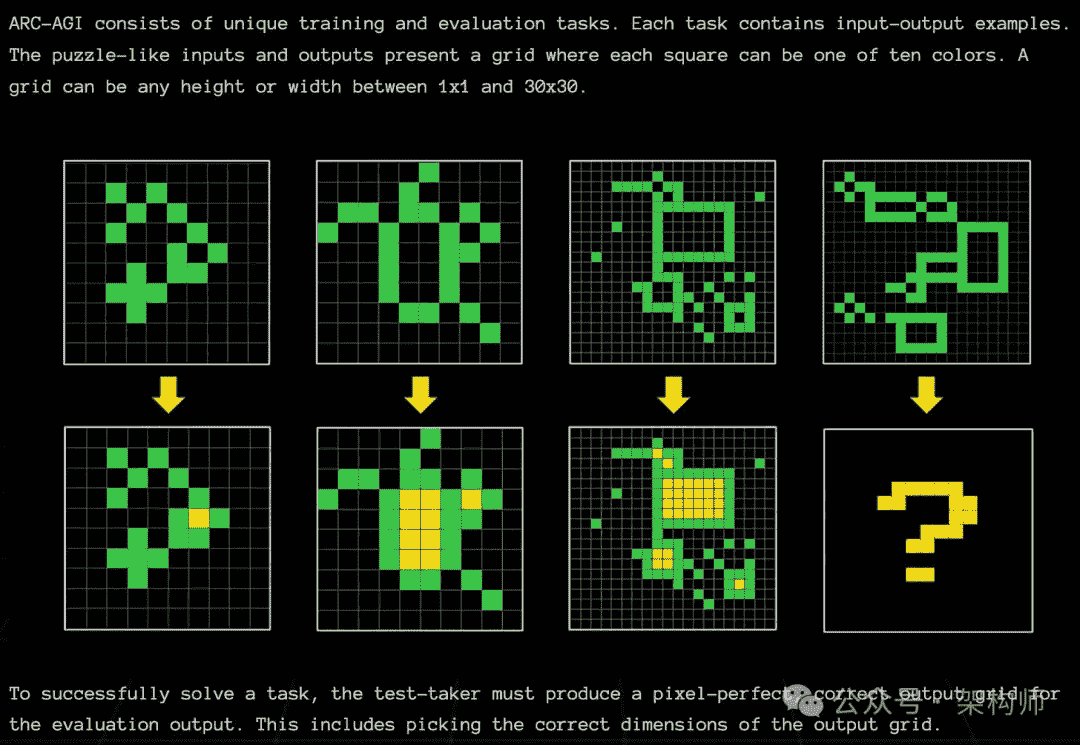 ARC-AGI consists of unique training and evaluation tasks. Each task contains input-output examples.
The puzzle-like inputs and outputs present a grid where each square can be one of ten colors. A
grid can be any height or width between 1x1 and 30x30.
?
To successfully solve a task, the test-taker must produce a pixel-perfect, correct output grid for
the evaluation output. This includes picking the correct dimensions of the output grid.
公众号 · 架构师